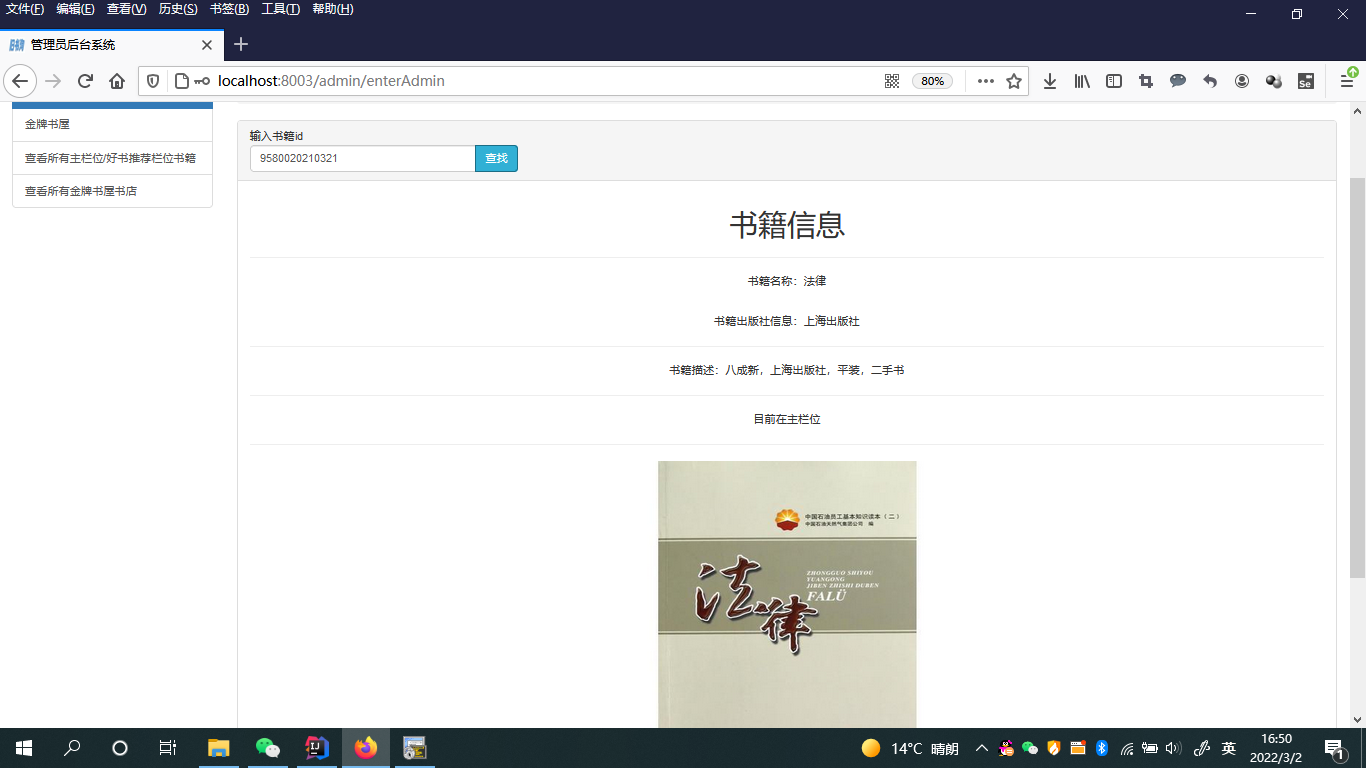 文件(F) 编辑(E) 查看(V) 历史(S) 书签(B) 工具(T) 帮助(H)
管理员后台系统
localhost:8003/admin/enterAdmin
80%
金牌书屋
查看所有主栏位/好书推荐栏位书籍
查看所有金牌书屋书店
输入书籍id
9580020210321
查找
书籍信息
书籍名称：法律
书籍出版社信息：上海出版社
书籍描述：八成新，上海出版社，平装，二手书
目前在主栏位
中国石油员工基本知识读本（二）
中国石油天然气集团公司 编
法律
ZHONGGUO SHIYOU
YUANGONG
JIBEN ZHISHI DUBEN
FALÜ
14°C 晴朗
英
16:50
2022/3/2
1